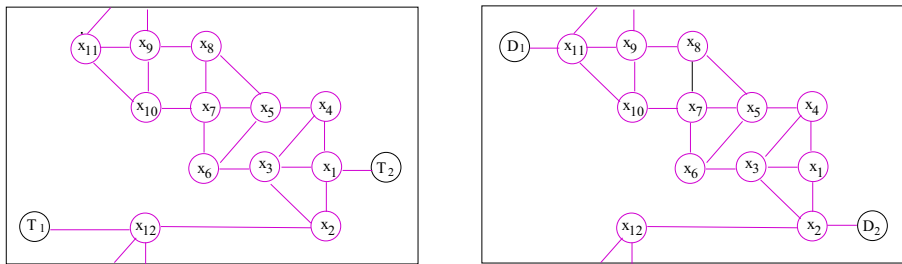 x11 x9 x8
x10 x7 x5 x4
x6 x3 x1 T2
T1 x12 x2
D1 x11 x9 x8
x10 x7 x5 x4
x6 x3 x1
x12 x2 D2